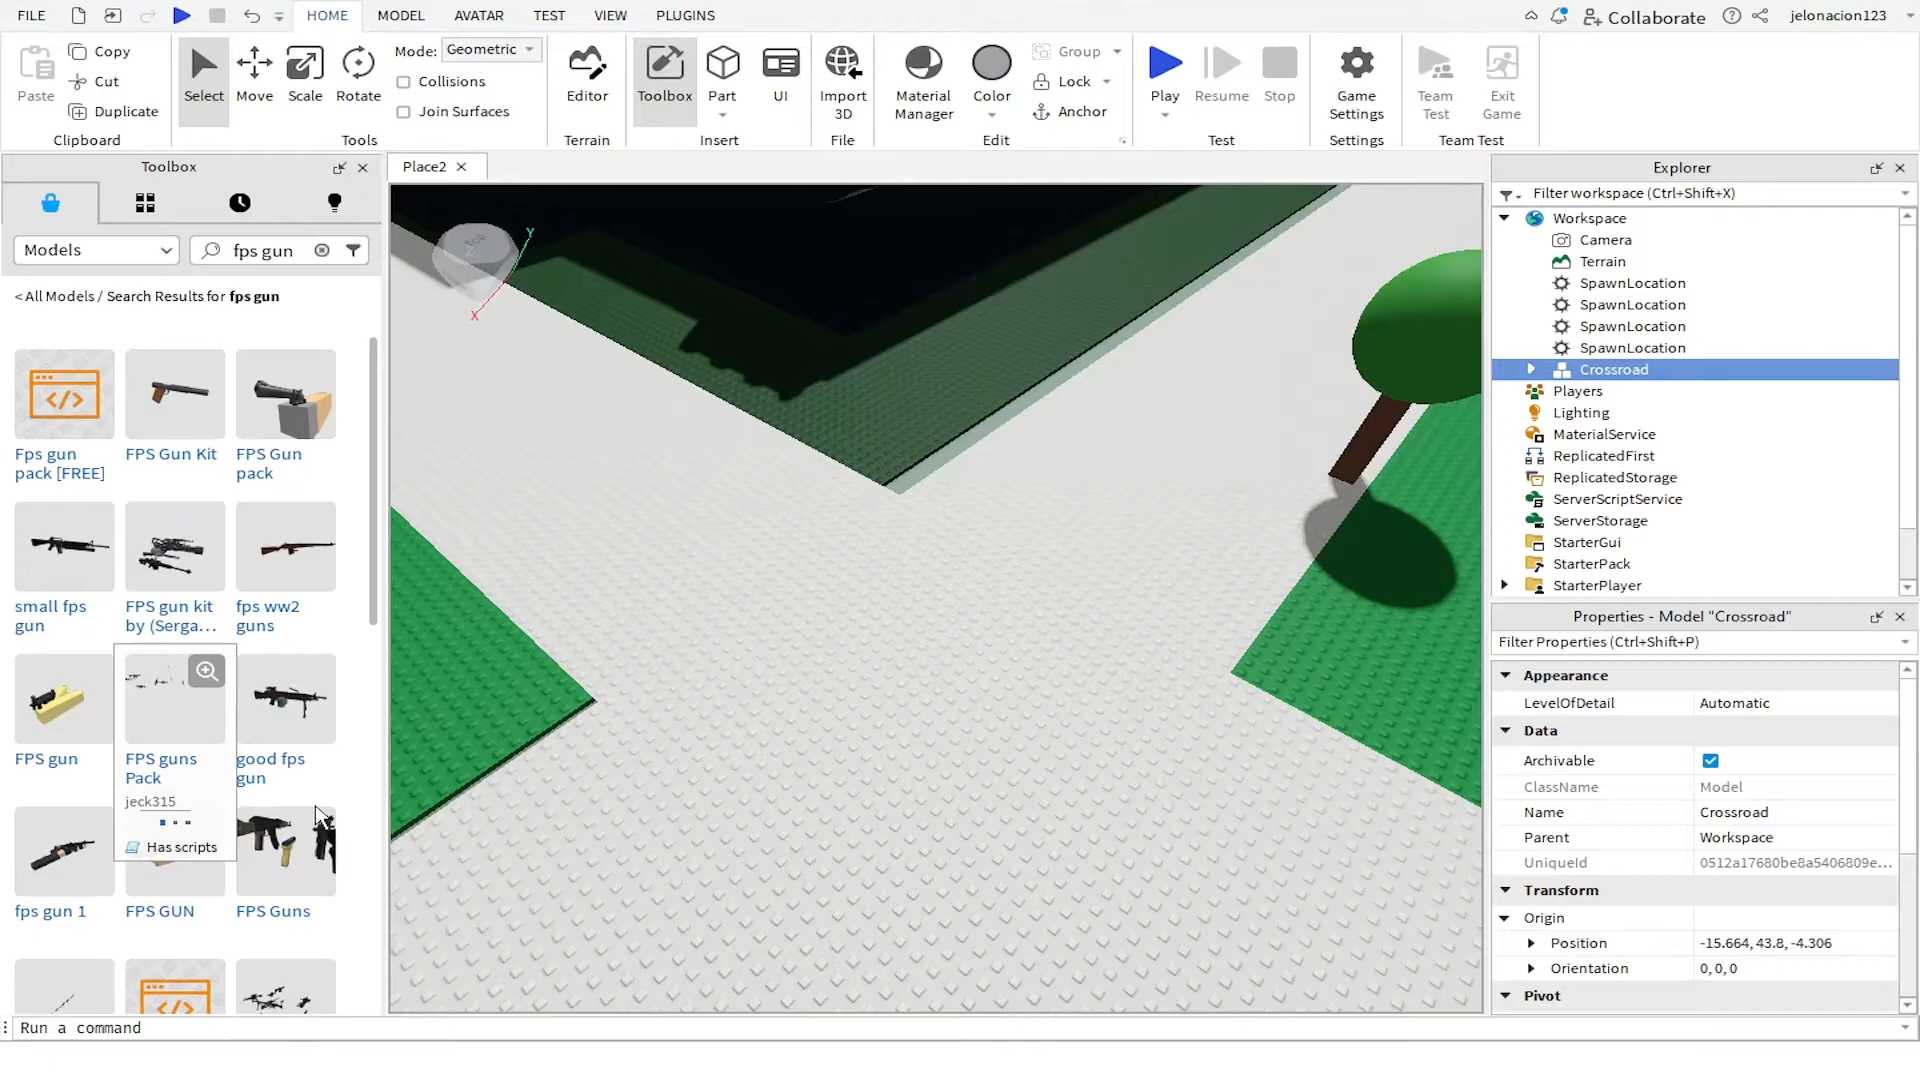 FILE
HOME
MODEL
AVATAR
TEST
VIEW
PLUGINS
Collaborate
jelonacion123
Paste
Copy
Cut
Duplicate
Clipboard
Select
Move
Scale
Rotate
Mode: Geometric
Collisions
Join Surfaces
Tools
Editor
Terrain
Toolbox
Part
UI
Insert
Import
3D
File
Material
Manager
Color
Group
Lock
Anchor
Edit
Play
Resume
Stop
Test
Game
Settings
Settings
Team
Test
Exit
Game
Team Test
Toolbox
Models
fps gun
< All Models / Search Results for fps gun
Fps gun
pack [FREE]
FPS Gun Kit
FPS Gun
pack
small fps
gun
FPS gun kit
by (Serga...
fps ww2
guns
FPS gun
FPS guns
Pack
jeck315
Has scripts
good fps
gun
fps gun 1
FPS GUN
FPS Guns
Place2
Y
X
Explorer
Filter workspace (Ctrl+Shift+X)
Workspace
Camera
Terrain
SpawnLocation
SpawnLocation
SpawnLocation
SpawnLocation
Crossroad
Players
Lighting
MaterialService
ReplicatedFirst
ReplicatedStorage
ServerScriptService
ServerStorage
StarterGui
StarterPack
StarterPlayer
Properties - Model "Crossroad"
Filter Properties (Ctrl+Shift+P)
Appearance
LevelOfDetail Automatic
Data
Archivable
ClassName Model
Name Crossroad
Parent Workspace
UniqueId 0512a17680be8a5406809e...
Transform
Origin
Position -15.664, 43.8, -4.306
Orientation 0, 0, 0
Pivot
Run a command